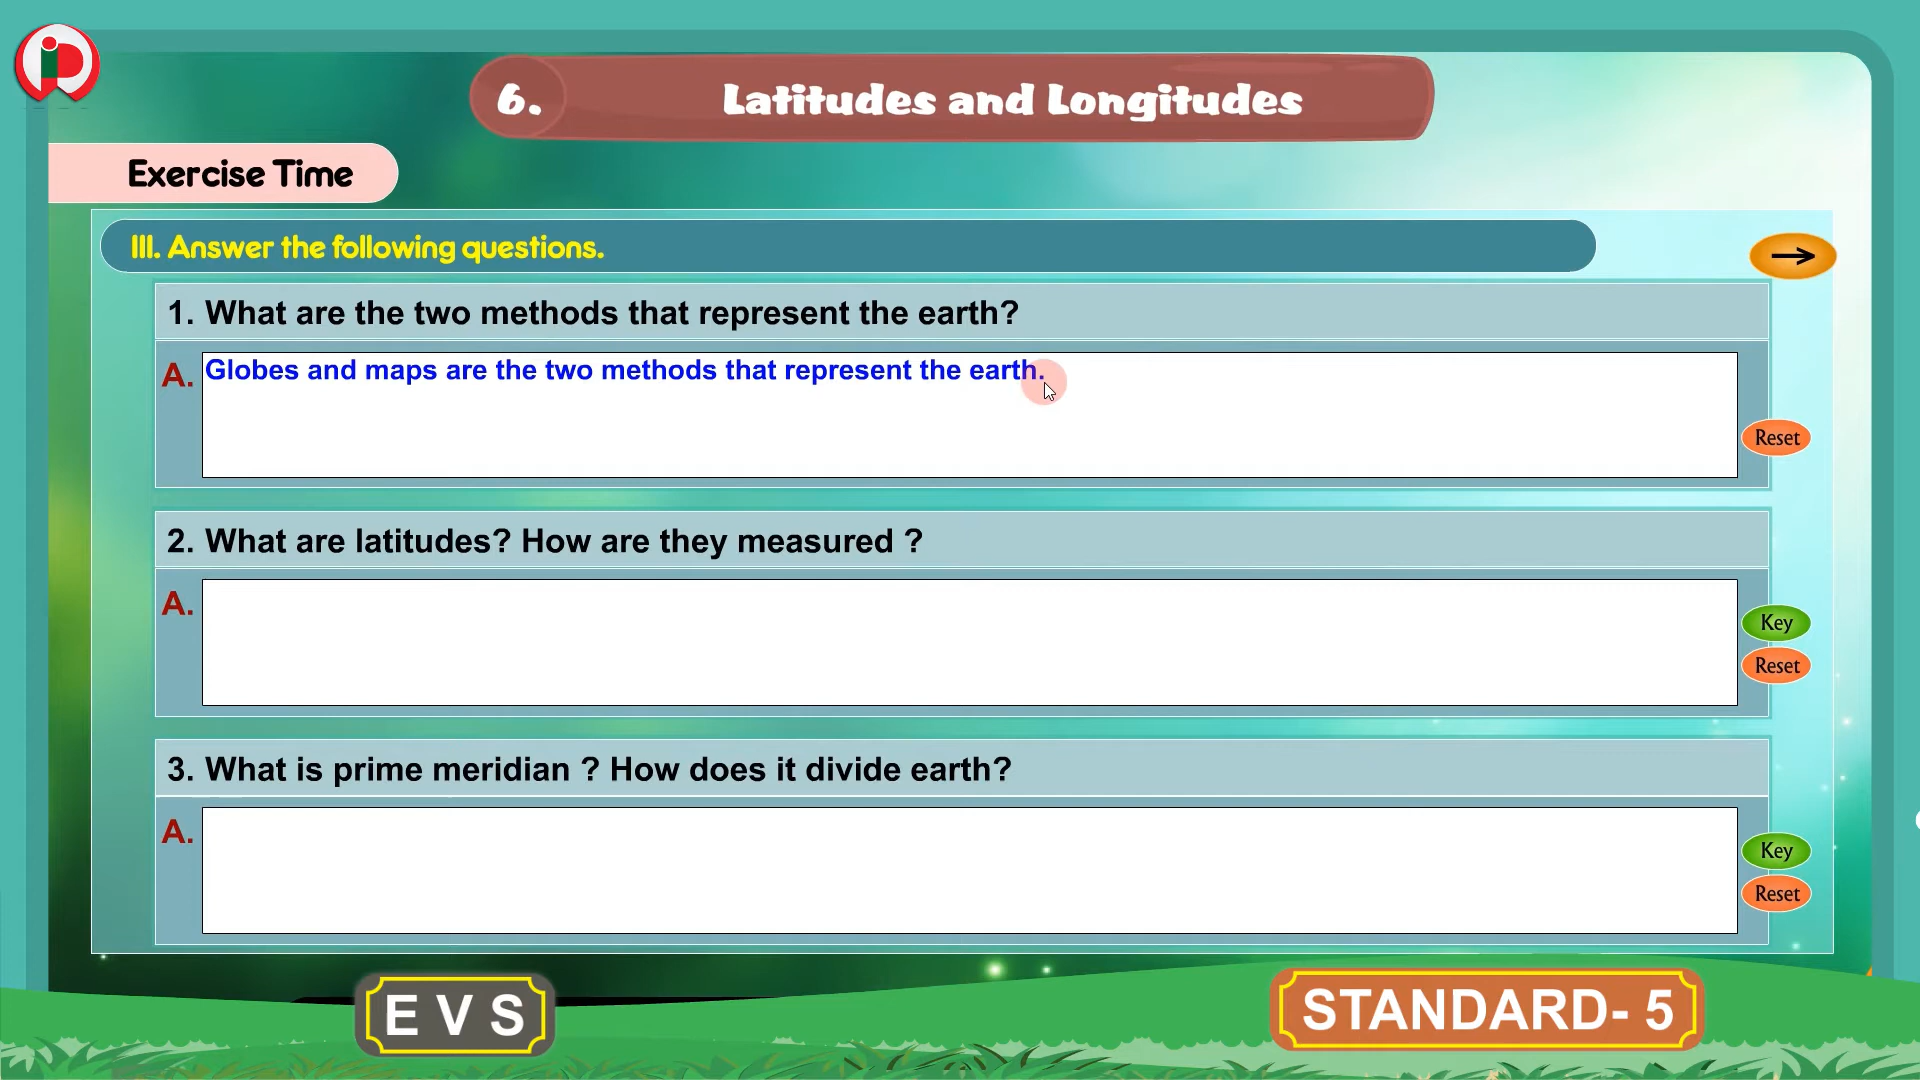 6. Latitudes and Longitudes
Exercise Time
III. Answer the following questions.
→
1. What are the two methods that represent the earth?
A. Globes and maps are the two methods that represent the earth.
Reset
2. What are latitudes? How are they measured ?
A.
Key
Reset
3. What is prime meridian ? How does it divide earth?
A.
Key
Reset
E V S
STANDARD- 5